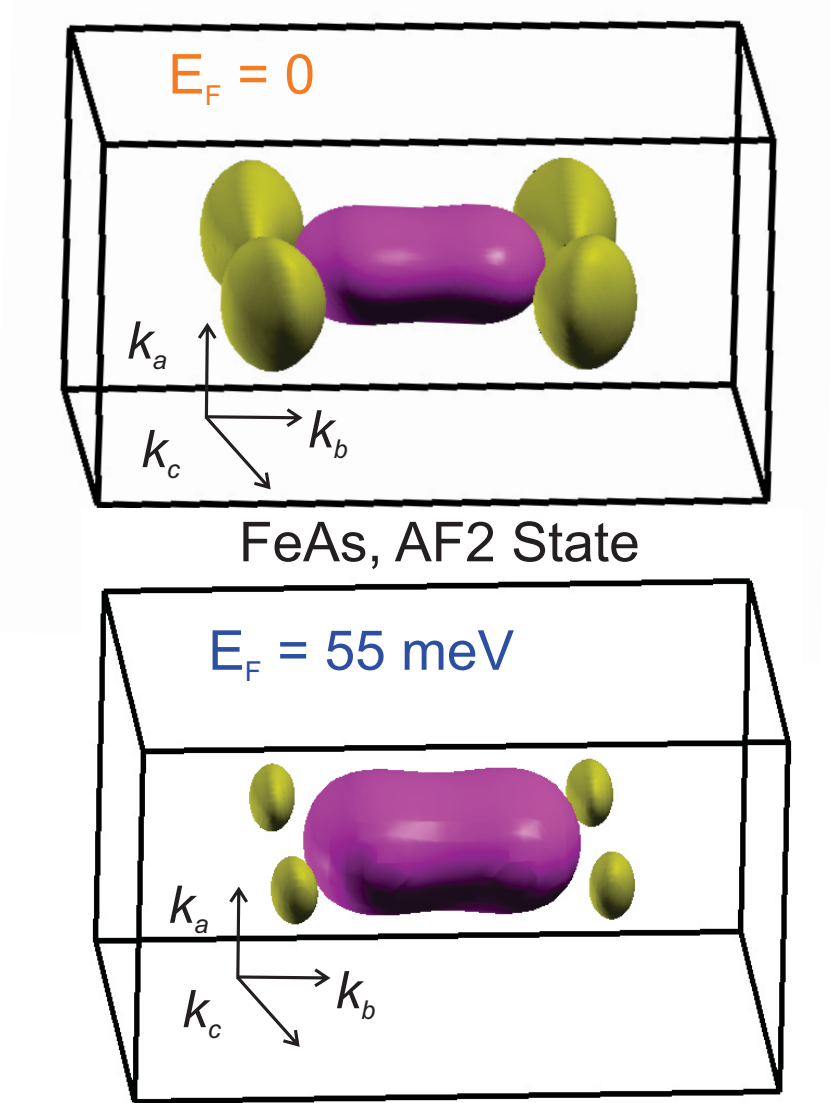 E_F = 0
k_a
k_b
k_c
FeAs, AF2 State
E_F = 55 meV
k_a
k_b
k_c